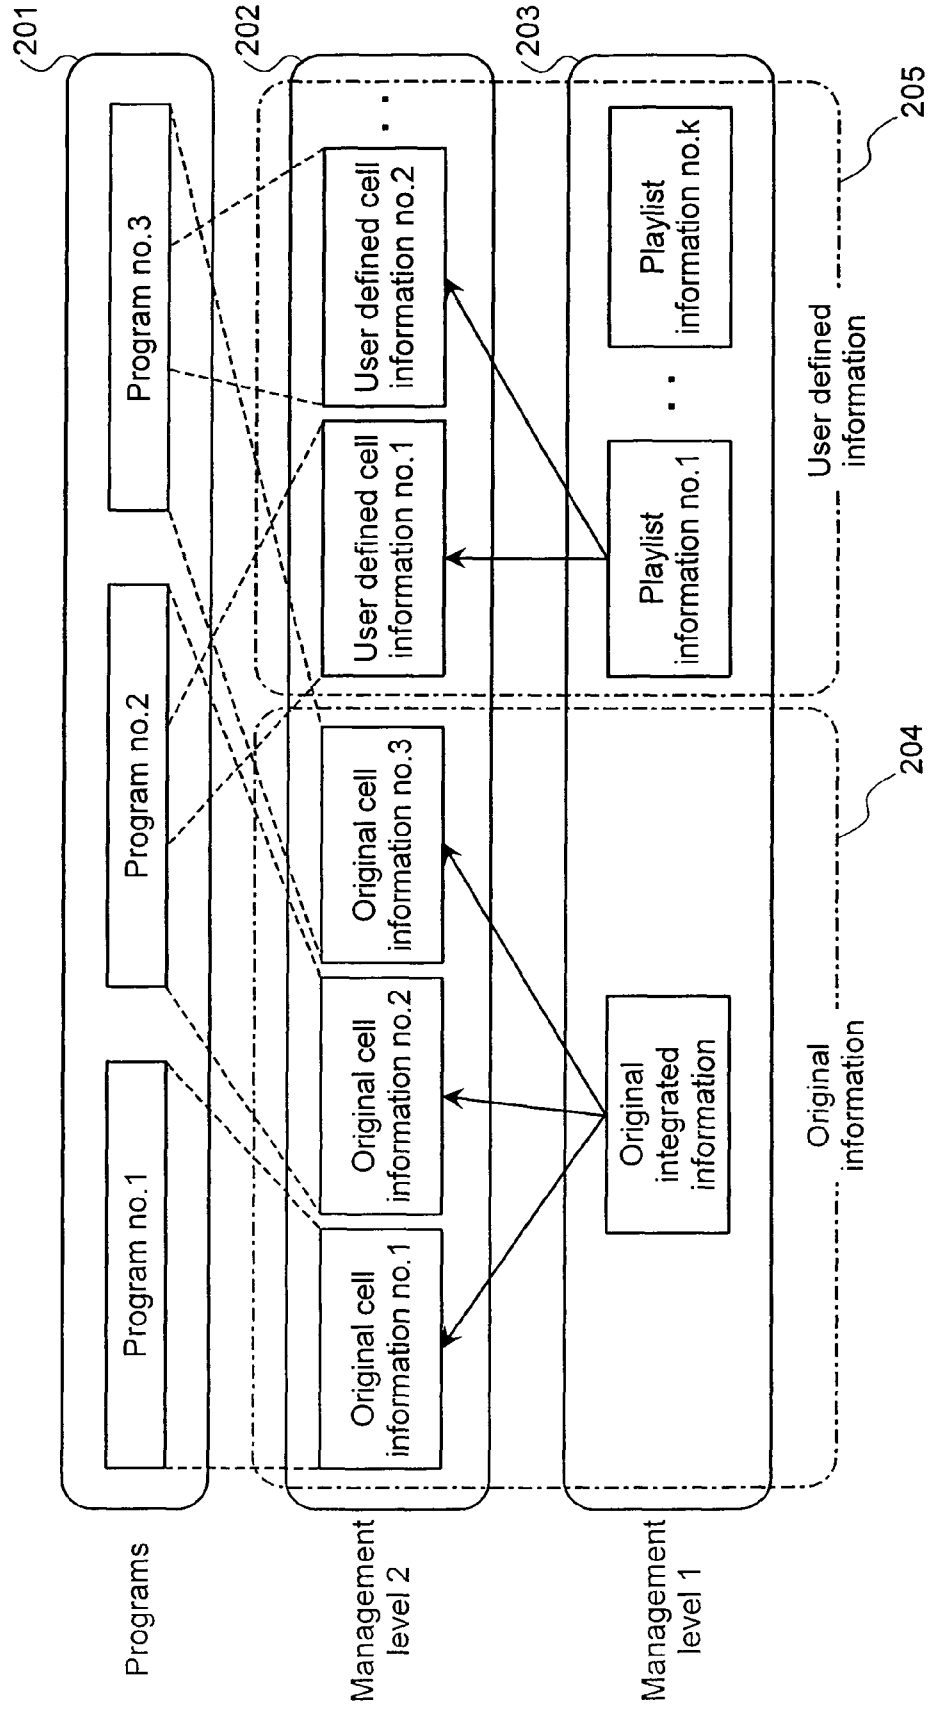 Programs
Program no.1
Program no.2
Program no.3
201
Management
level 2
Original cell
information no.1
Original cell
information no.2
Original cell
information no.3
User defined cell
information no.1
User defined cell
information no.2
. .
202
Management
level 1
Original
integrated
information
Playlist
information no.1
. .
Playlist
information no.k
203
Original
information
204
User defined
information
205